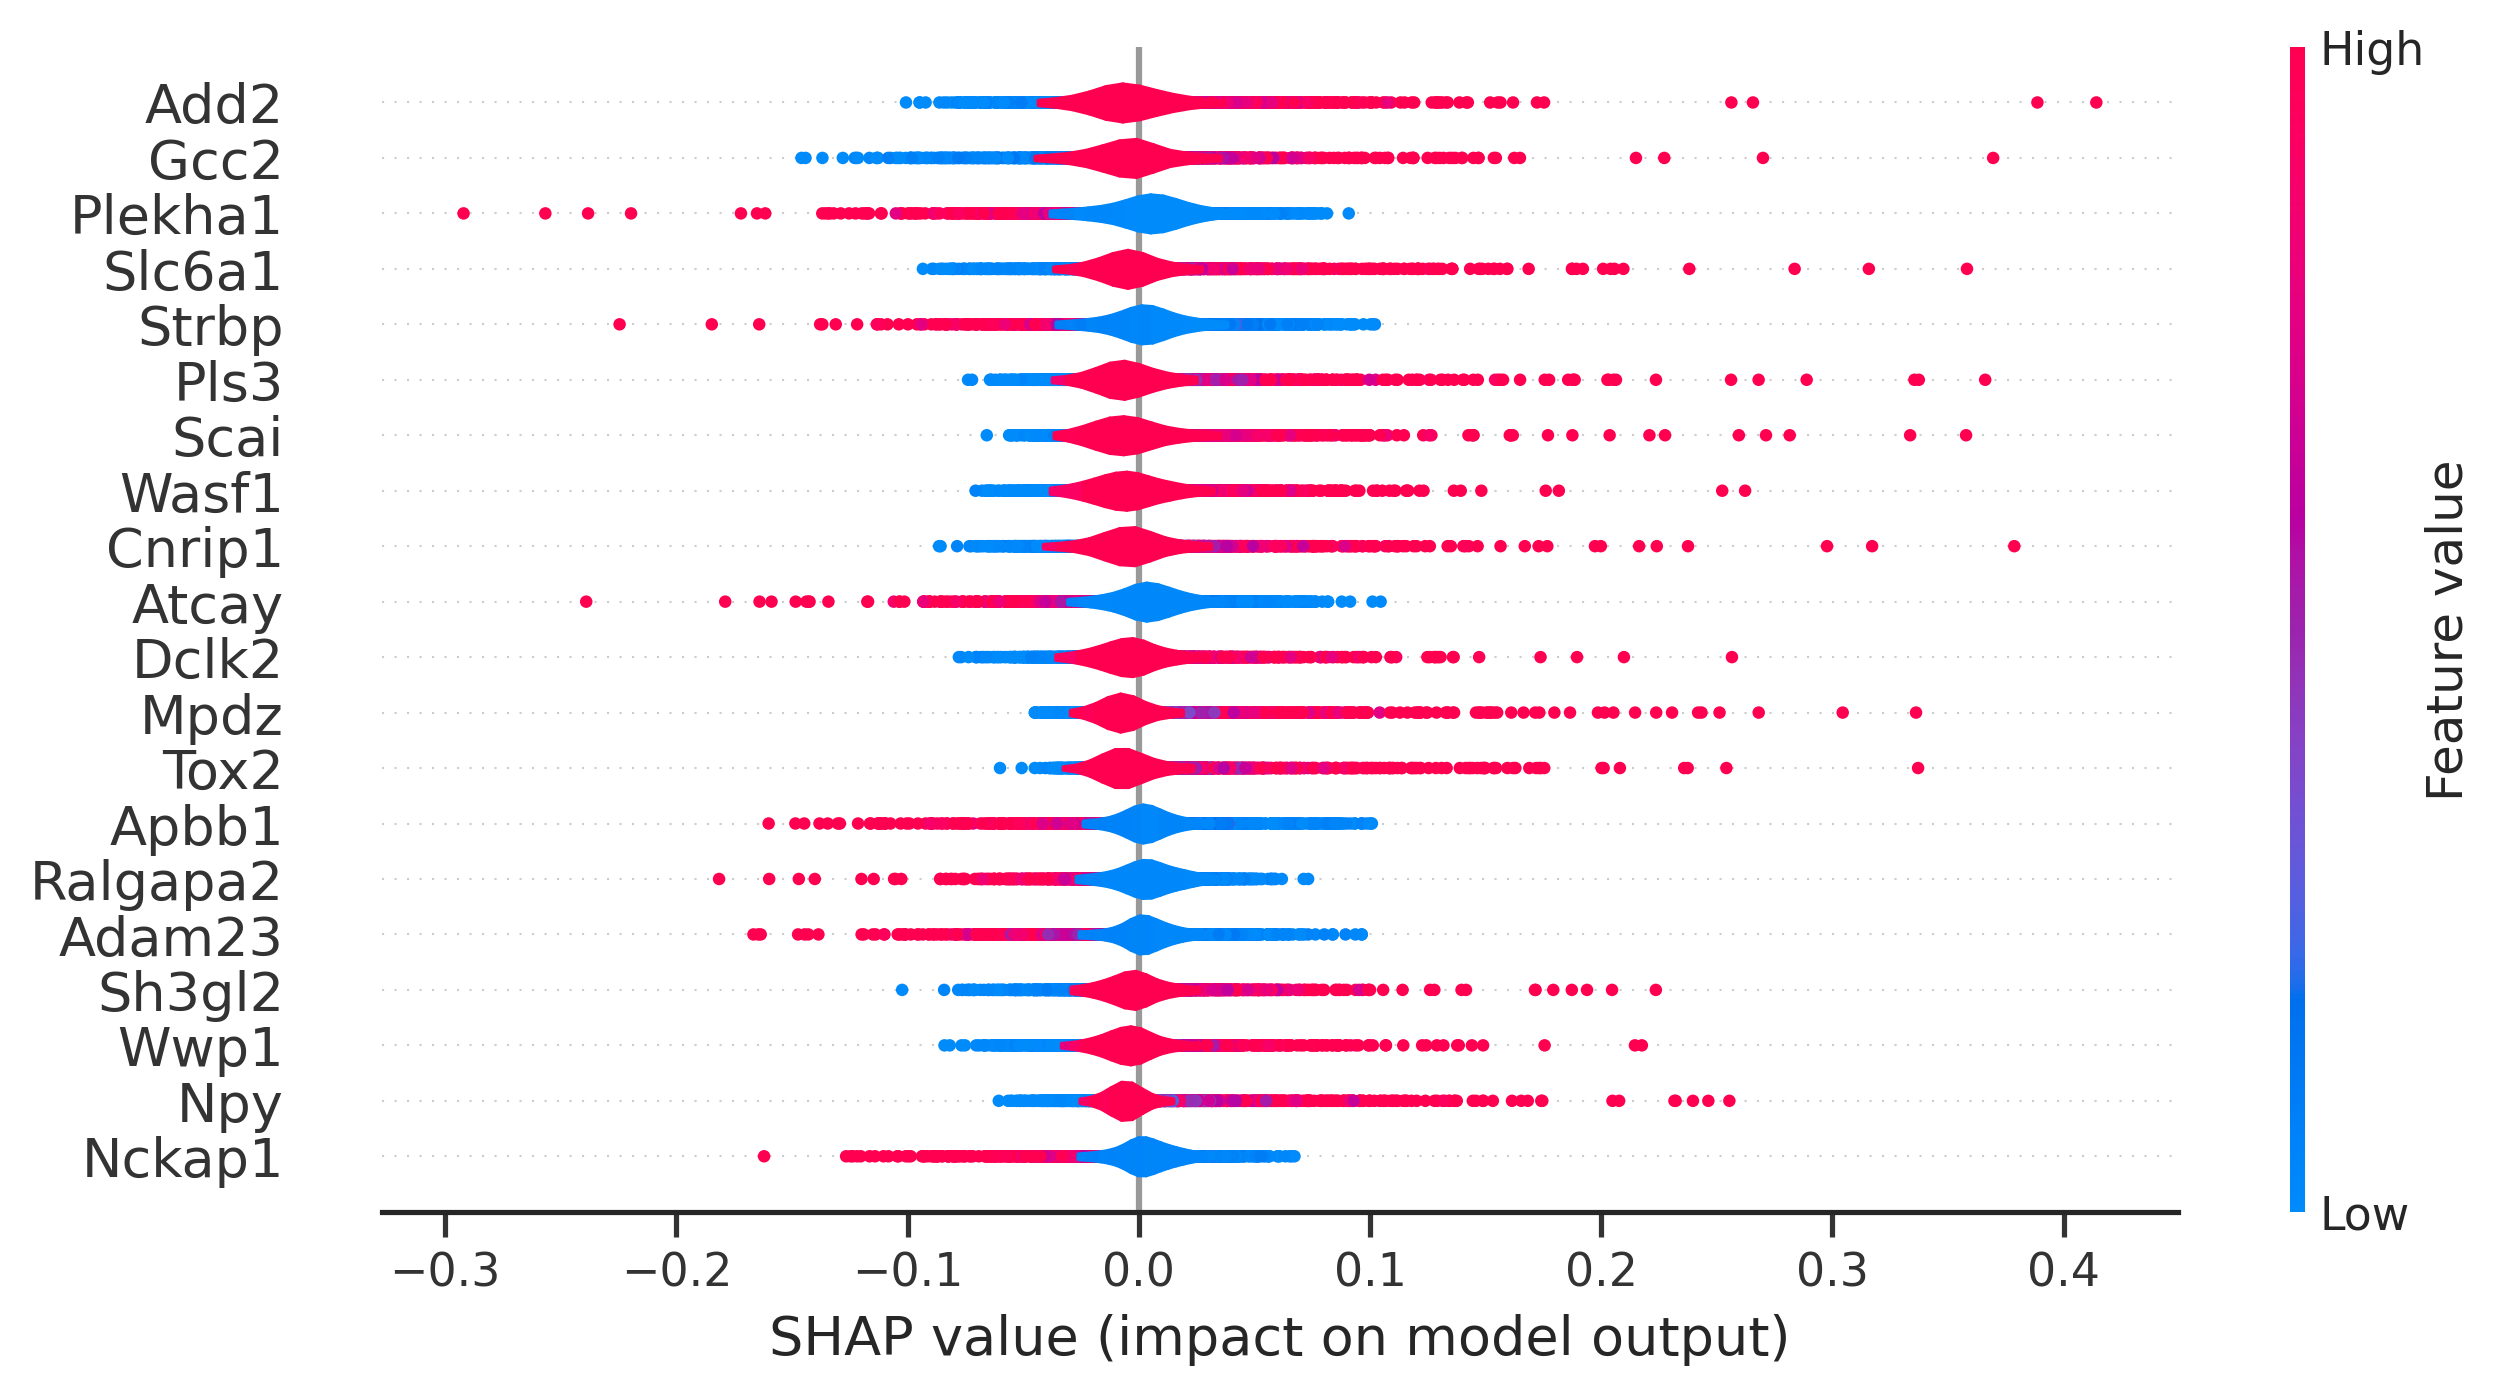 High
Add2
Gcc2
Plekha1
Slc6a1
Strbp
Pls3
Scai
Wasf1
Cnrip1
Atcay
Dclk2
Mpdz
Tox2
Apbb1
Ralgapa2
Adam23
Sh3gl2
Wwp1
Npy
Nckap1
Feature value
Low
−0.3 −0.2 −0.1 0.0 0.1 0.2 0.3 0.4
SHAP value (impact on model output)